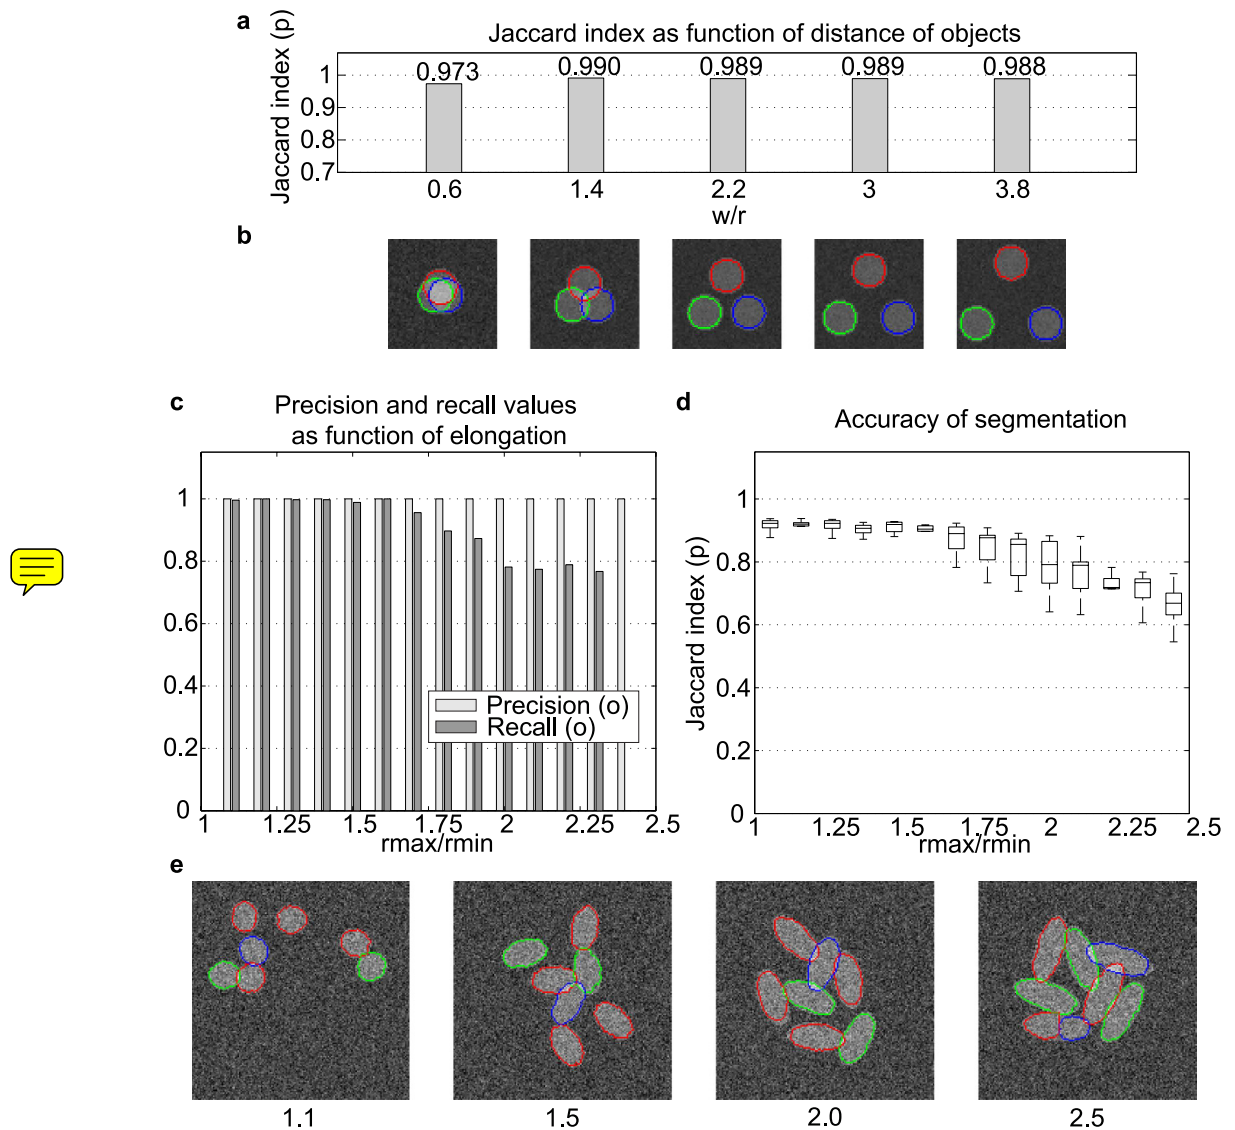 a
Jaccard index as function of distance of objects
Jaccard index (p)
1
0.9
0.8
0.7
0.973
0.990
0.989
0.989
0.988
0.6
1.4
2.2
3
3.8
w/r
b
c
Precision and recall values
as function of elongation
1
0.8
0.6
0.4
0.2
0
Precision (o)
Recall (o)
1
1.25
1.5
1.75
2
2.25
2.5
rmax/rmin
d
Accuracy of segmentation
Jaccard index (p)
1
0.8
0.6
0.4
0.2
0
1
1.25
1.5
1.75
2
2.25
2.5
rmax/rmin
e
1.1
1.5
2.0
2.5